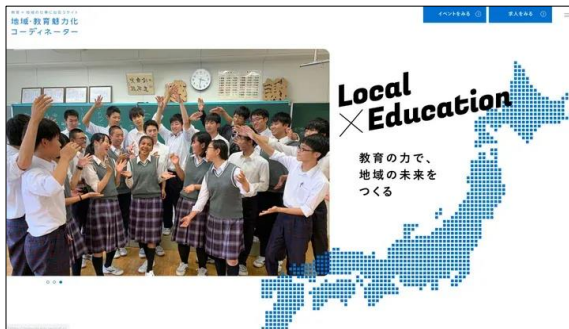 地域・教育魅力化
コーディネーター
イベントをみる
求人をみる
Local
×Education
教育の力で、
地域の未来を
つくる